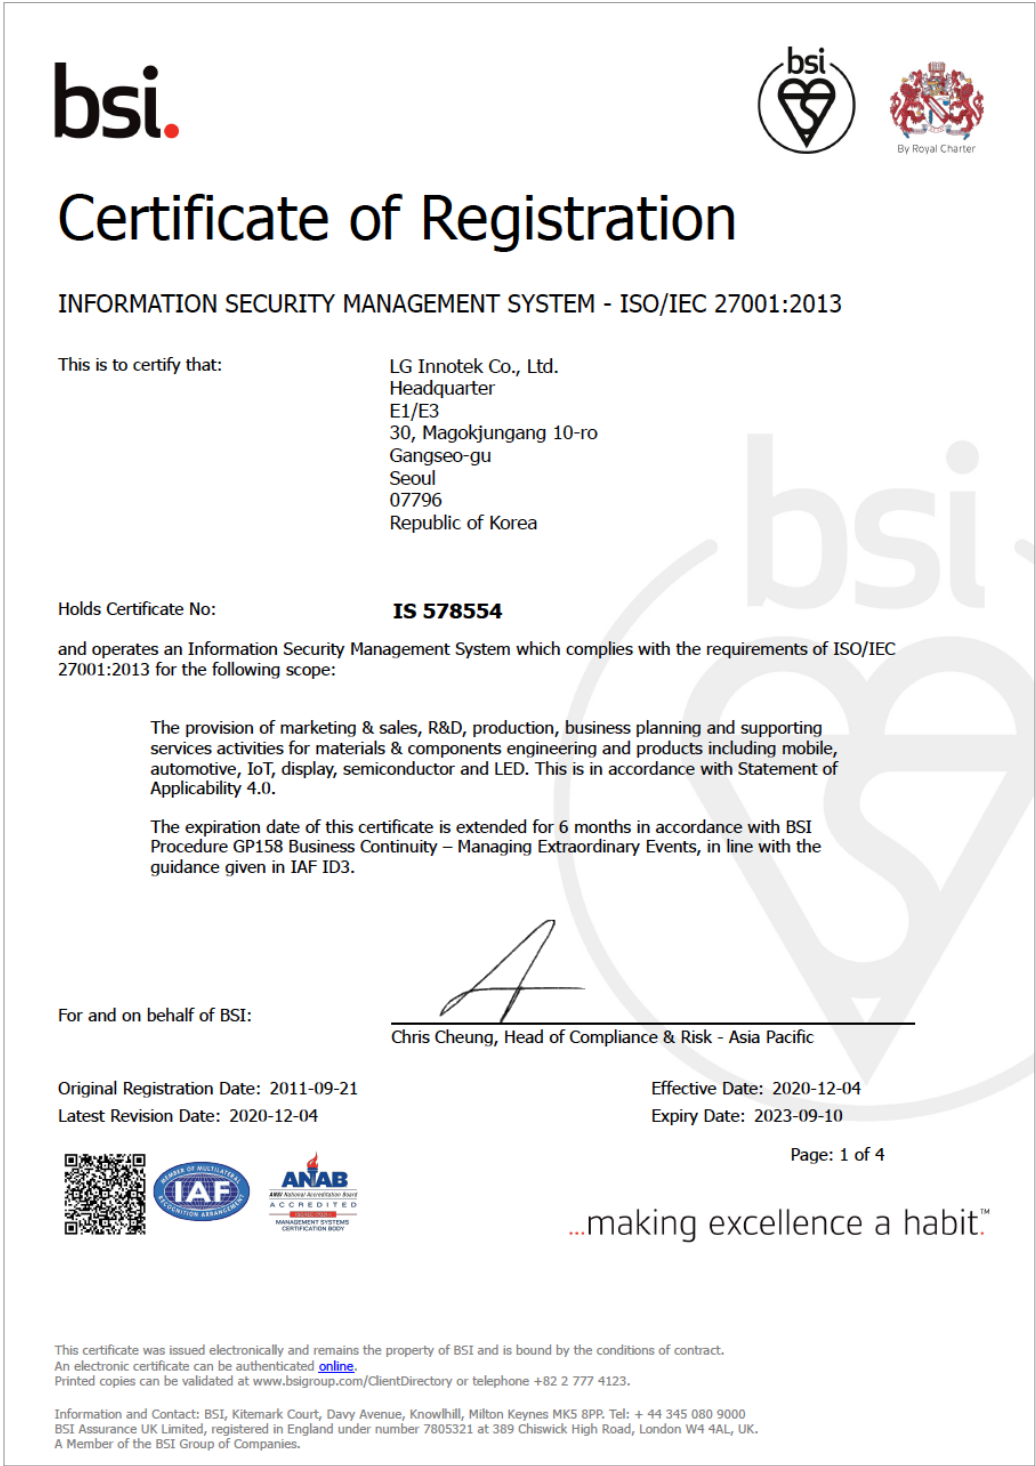 bsi.
bsi
By Royal Charter
Certificate of Registration
INFORMATION SECURITY MANAGEMENT SYSTEM - ISO/IEC 27001:2013
This is to certify that:
LG Innotek Co., Ltd.
Headquarter
E1/E3
30, Magokjungang 10-ro
Gangseo-gu
Seoul
07796
Republic of Korea
bsi
Holds Certificate No:
IS 578554
and operates an Information Security Management System which complies with the requirements of ISO/IEC
27001:2013 for the following scope:
The provision of marketing & sales, R&D, production, business planning and supporting
services activities for materials & components engineering and products including mobile,
automotive, IoT, display, semiconductor and LED. This is in accordance with Statement of
Applicability 4.0.
The expiration date of this certificate is extended for 6 months in accordance with BSI
Procedure GP158 Business Continuity – Managing Extraordinary Events, in line with the
guidance given in IAF ID3.
For and on behalf of BSI:
Chris Cheung, Head of Compliance & Risk - Asia Pacific
Original Registration Date: 2011-09-21
Effective Date: 2020-12-04
Latest Revision Date: 2020-12-04
Expiry Date: 2023-09-10
Page: 1 of 4
MEMBER OF MULTILATERAL
IAF
RECOGNITION ARRANGEMENT
ANAB
ANSI National Accreditation Board
ACCREDITED
MANAGEMENT SYSTEMS
CERTIFICATION BODY
...making excellence a habit.™
This certificate was issued electronically and remains the property of BSI and is bound by the conditions of contract.
An electronic certificate can be authenticated online.
Printed copies can be validated at www.bsigroup.com/ClientDirectory or telephone +82 2 777 4123.
Information and Contact: BSI, Kitemark Court, Davy Avenue, Knowlhill, Milton Keynes MK5 8PP. Tel: + 44 345 080 9000
BSI Assurance UK Limited, registered in England under number 7805321 at 389 Chiswick High Road, London W4 4AL, UK.
A Member of the BSI Group of Companies.